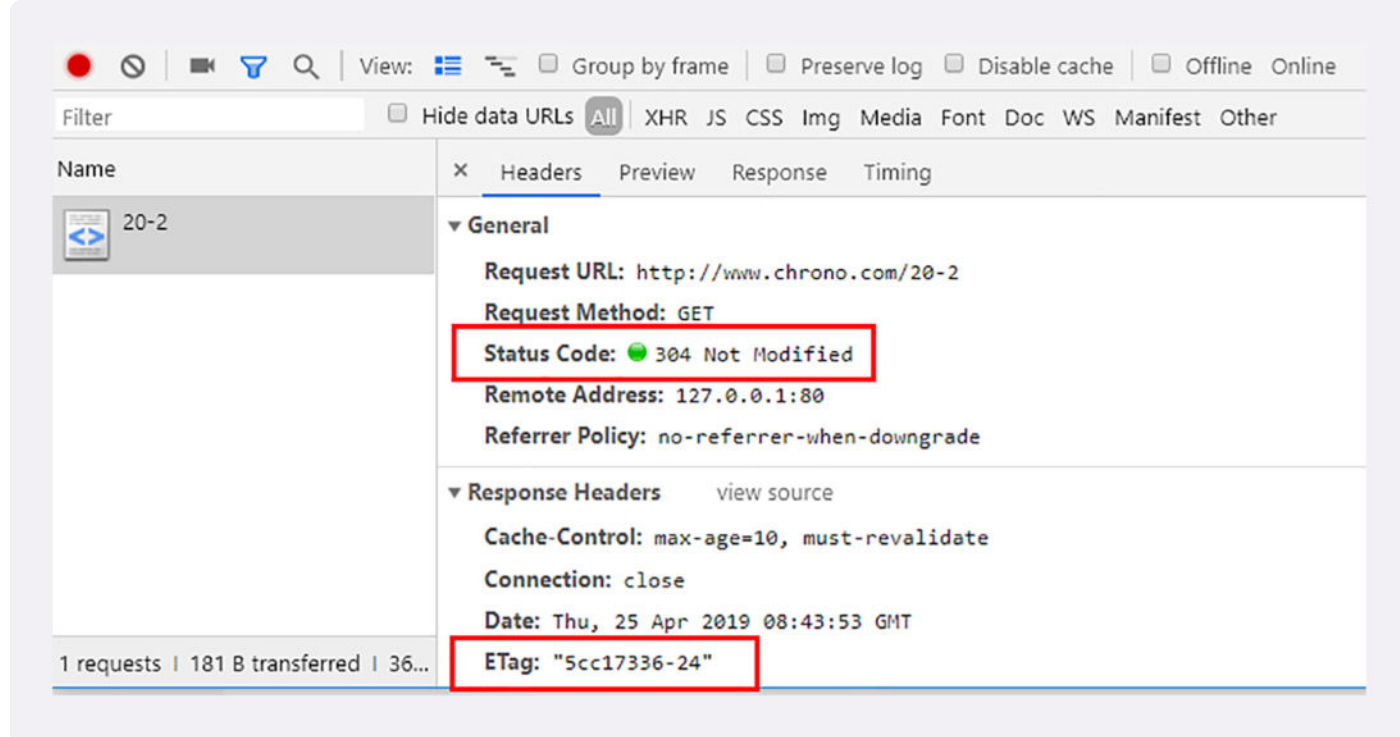 View: Group by frame Preserve log Disable cache Offline Online
Filter Hide data URLs All XHR JS CSS Img Media Font Doc WS Manifest Other
Name
× Headers Preview Response Timing
20-2
General
Request URL: http://www.chrono.com/20-2
Request Method: GET
Status Code: 304 Not Modified
Remote Address: 127.0.0.1:80
Referrer Policy: no-referrer-when-downgrade
Response Headers view source
Cache-Control: max-age=10, must-revalidate
Connection: close
Date: Thu, 25 Apr 2019 08:43:53 GMT
ETag: "5cc17336-24"
1 requests | 181 B transferred | 36...